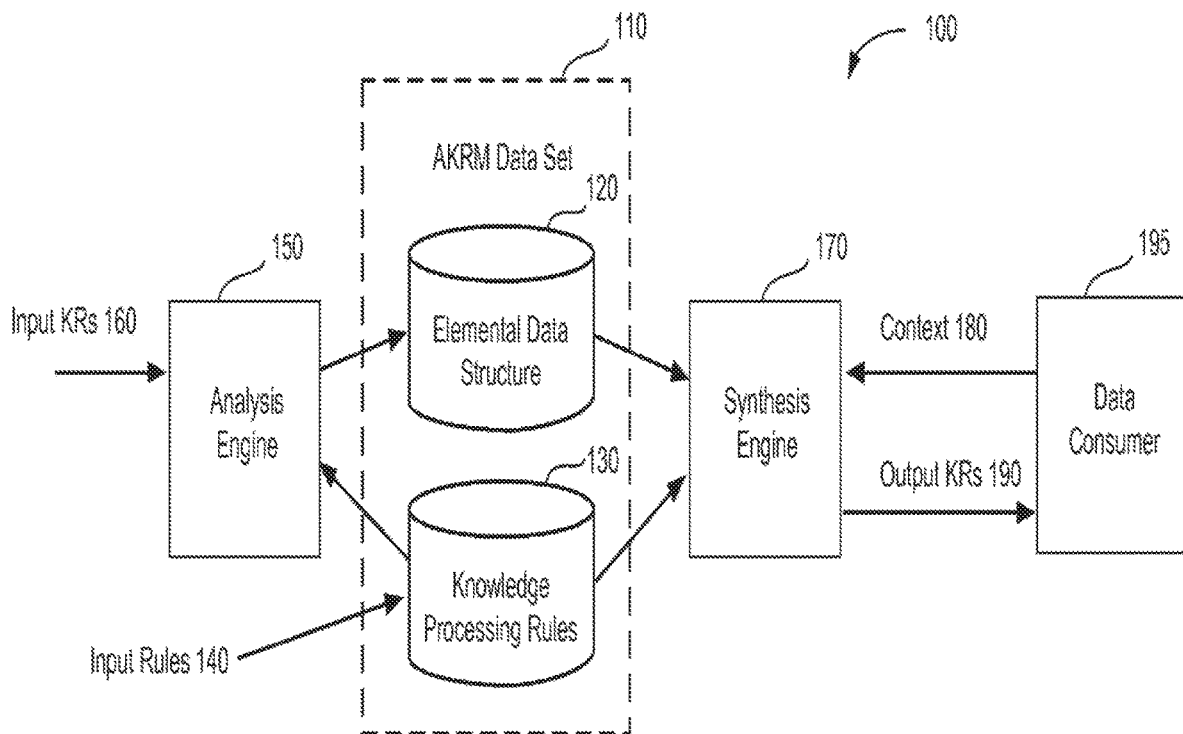 110
100
AKRM Data Set
120
150
170
195
Input KRs 160
Elemental Data
Structure
Context 180
Analysis
Engine
Synthesis
Engine
Data
Consumer
130
Output KRs 190
Knowledge
Processing Rules
Input Rules 140